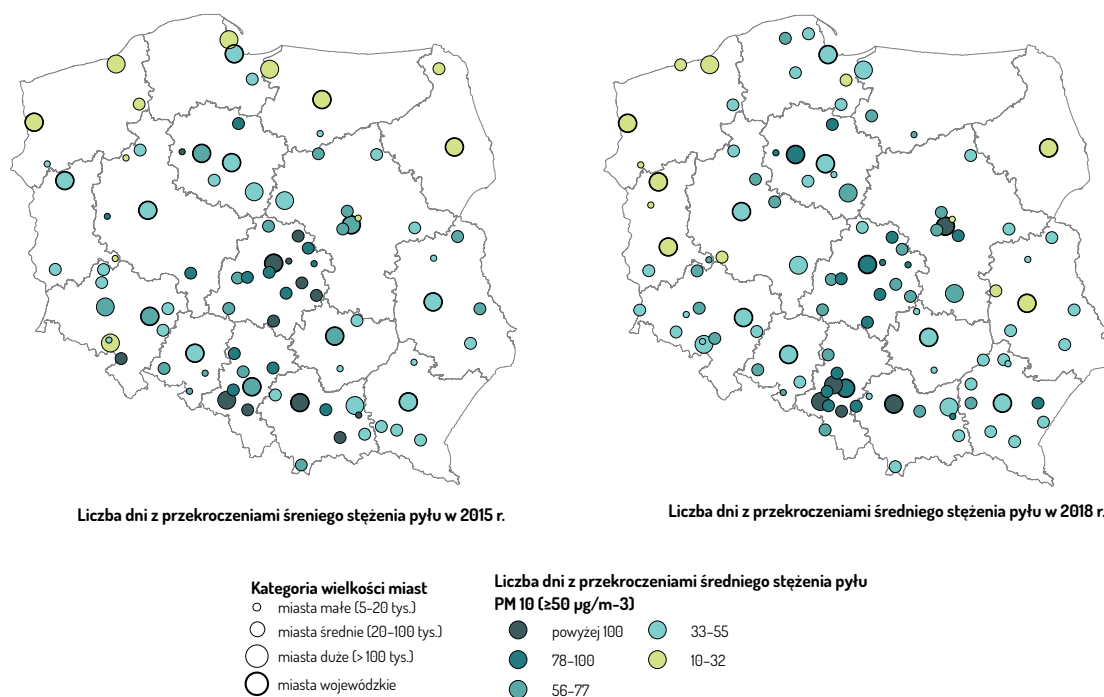 Liczba dni z przekroczeniami śreniego stężenia pyłu w 2015 r.
Liczba dni z przekroczeniami średniego stężenia pyłu w 2018 r.
Kategoria wielkości miast
miasta małe (5-20 tys.)
miasta średnie (20-100 tys.)
miasta duże (> 100 tys.)
miasta wojewódzkie
Liczba dni z przekroczeniami średniego stężenia pyłu
PM 10 (≥50 µg/m-3)
powyżej 100
78-100
56-77
33-55
10-32